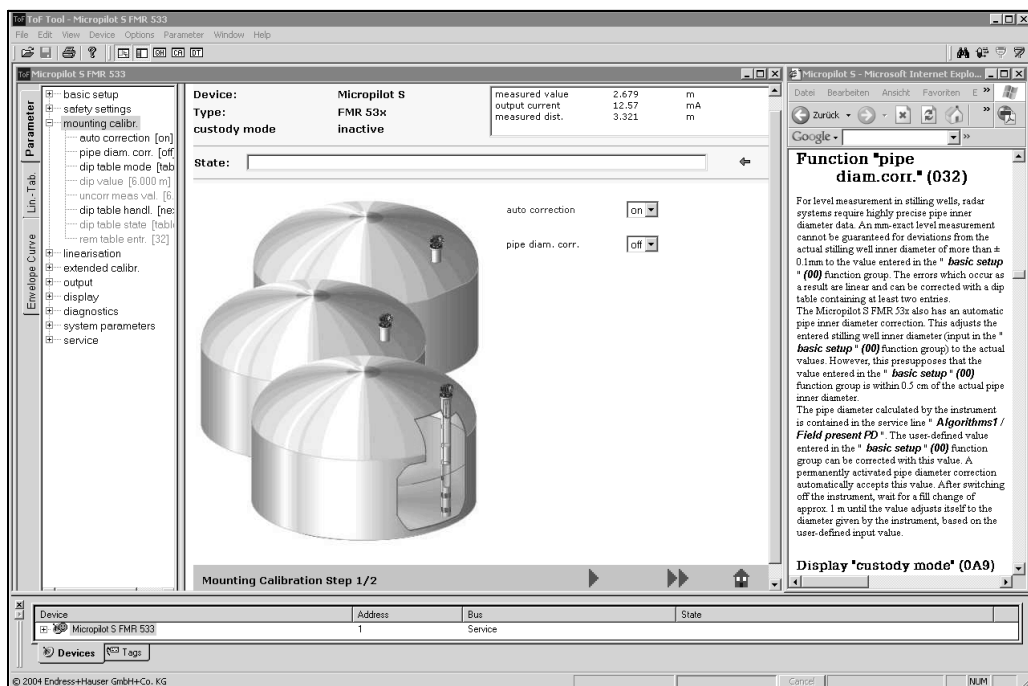 ToF Tool - Micropilot S FMR 533
File Edit View Device Options Parameter Window Help
Micropilot S FMR 533
Parameter
Lin.-Tab.
Envelope Curve
basic setup
safety settings
mounting calibr.
auto correction [on]
pipe diam. corr. [off]
dip table mode [tab
dip value [6.000 m]
uncorr meas val. [6.
dip table handl. [ne
dip table state [table
rem table entr. [32]
linearisation
extended calibr.
output
display
diagnostics
system parameters
service
Device: Micropilot S
Type: FMR 53x
custody mode inactive
measured value 2.679 m
output current 12.57 mA
measured dist. 3.321 m
State:
auto correction on
pipe diam. corr. off
Mounting Calibration Step 1/2
Micropilot S - Microsoft Internet Explo...
Datei Bearbeiten Ansicht Favoriten E »
Zurück »
Google »
Function "pipe
diam.corr." (032)
For level measurement in stilling wells, radar
systems require highly precise pipe inner
diameter data. An mm-exact level measurement
cannot be guaranteed for deviations from the
actual stilling well inner diameter of more than ±
0.1mm to the value entered in the " basic setup
" (00) function group. The errors which occur as
a result are linear and can be corrected with a dip
table containing at least two entries.
The Micropilot S FMR 53x also has an automatic
pipe inner diameter correction. This adjusts the
entered stilling well inner diameter (input in the "
basic setup " (00) function group) to the actual
values. However, this presupposes that the
value entered in the " basic setup " (00)
function group is within 0.5 cm of the actual pipe
inner diameter.
The pipe diameter calculated by the instrument
is contained in the service line " Algorithms1 /
Field present PD ". The user-defined value
entered in the " basic setup " (00) function
group can be corrected with this value. A
permanently activated pipe diameter correction
automatically accepts this value. After switching
off the instrument, wait for a fill change of
approx. 1 m until the value adjusts itself to the
diameter given by the instrument, based on the
user-defined input value.
Display "custody mode" (0A9)
Device Address Bus State
Micropilot S FMR 533 1 Service
Devices Tags
© 2004 Endress+Hauser GmbH+Co. KG Cancel NUM